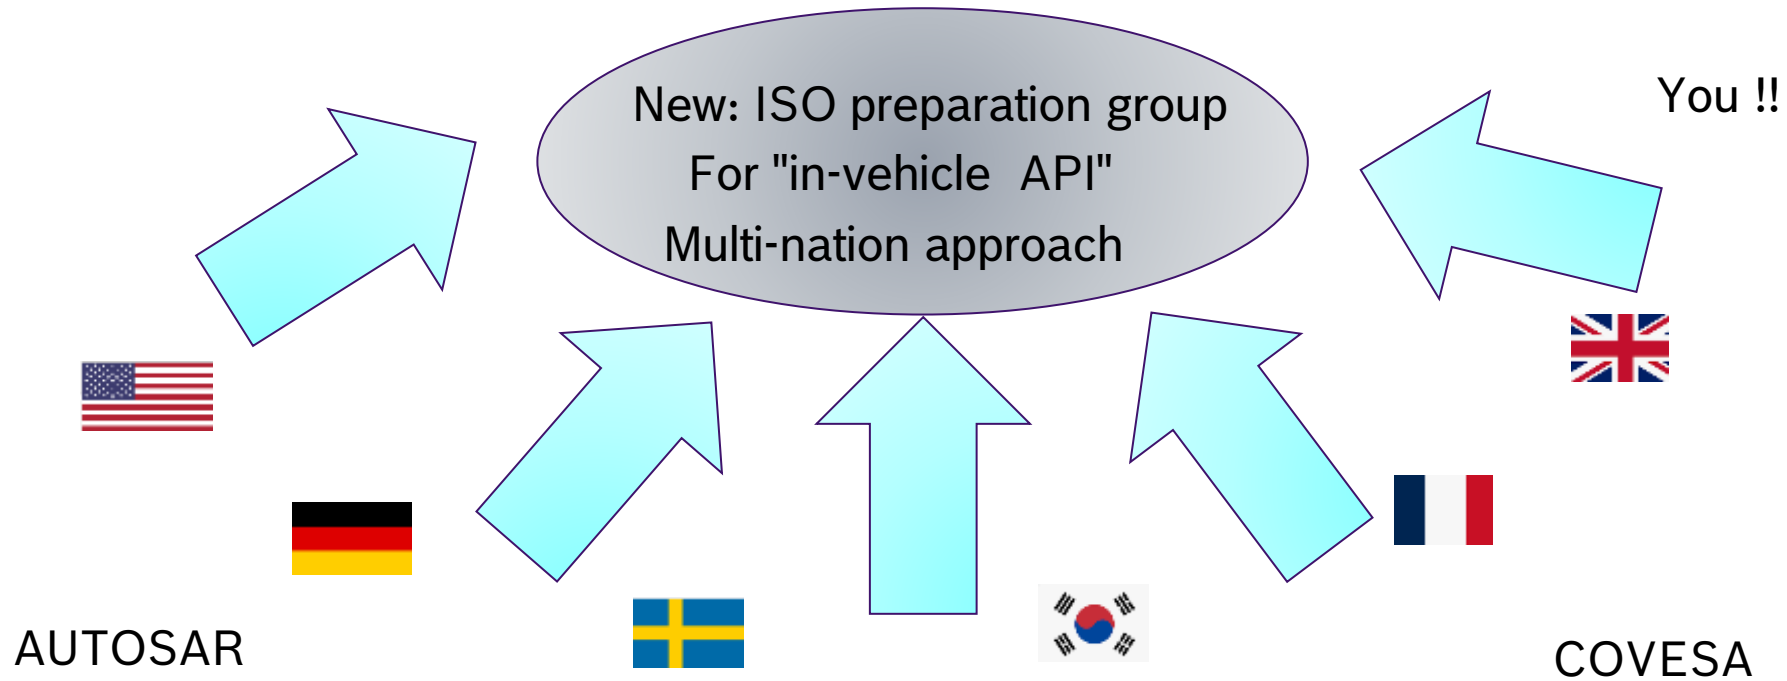 New: ISO preparation group
For "in-vehicle  API"
Multi-nation approach
You !!
AUTOSAR
COVESA